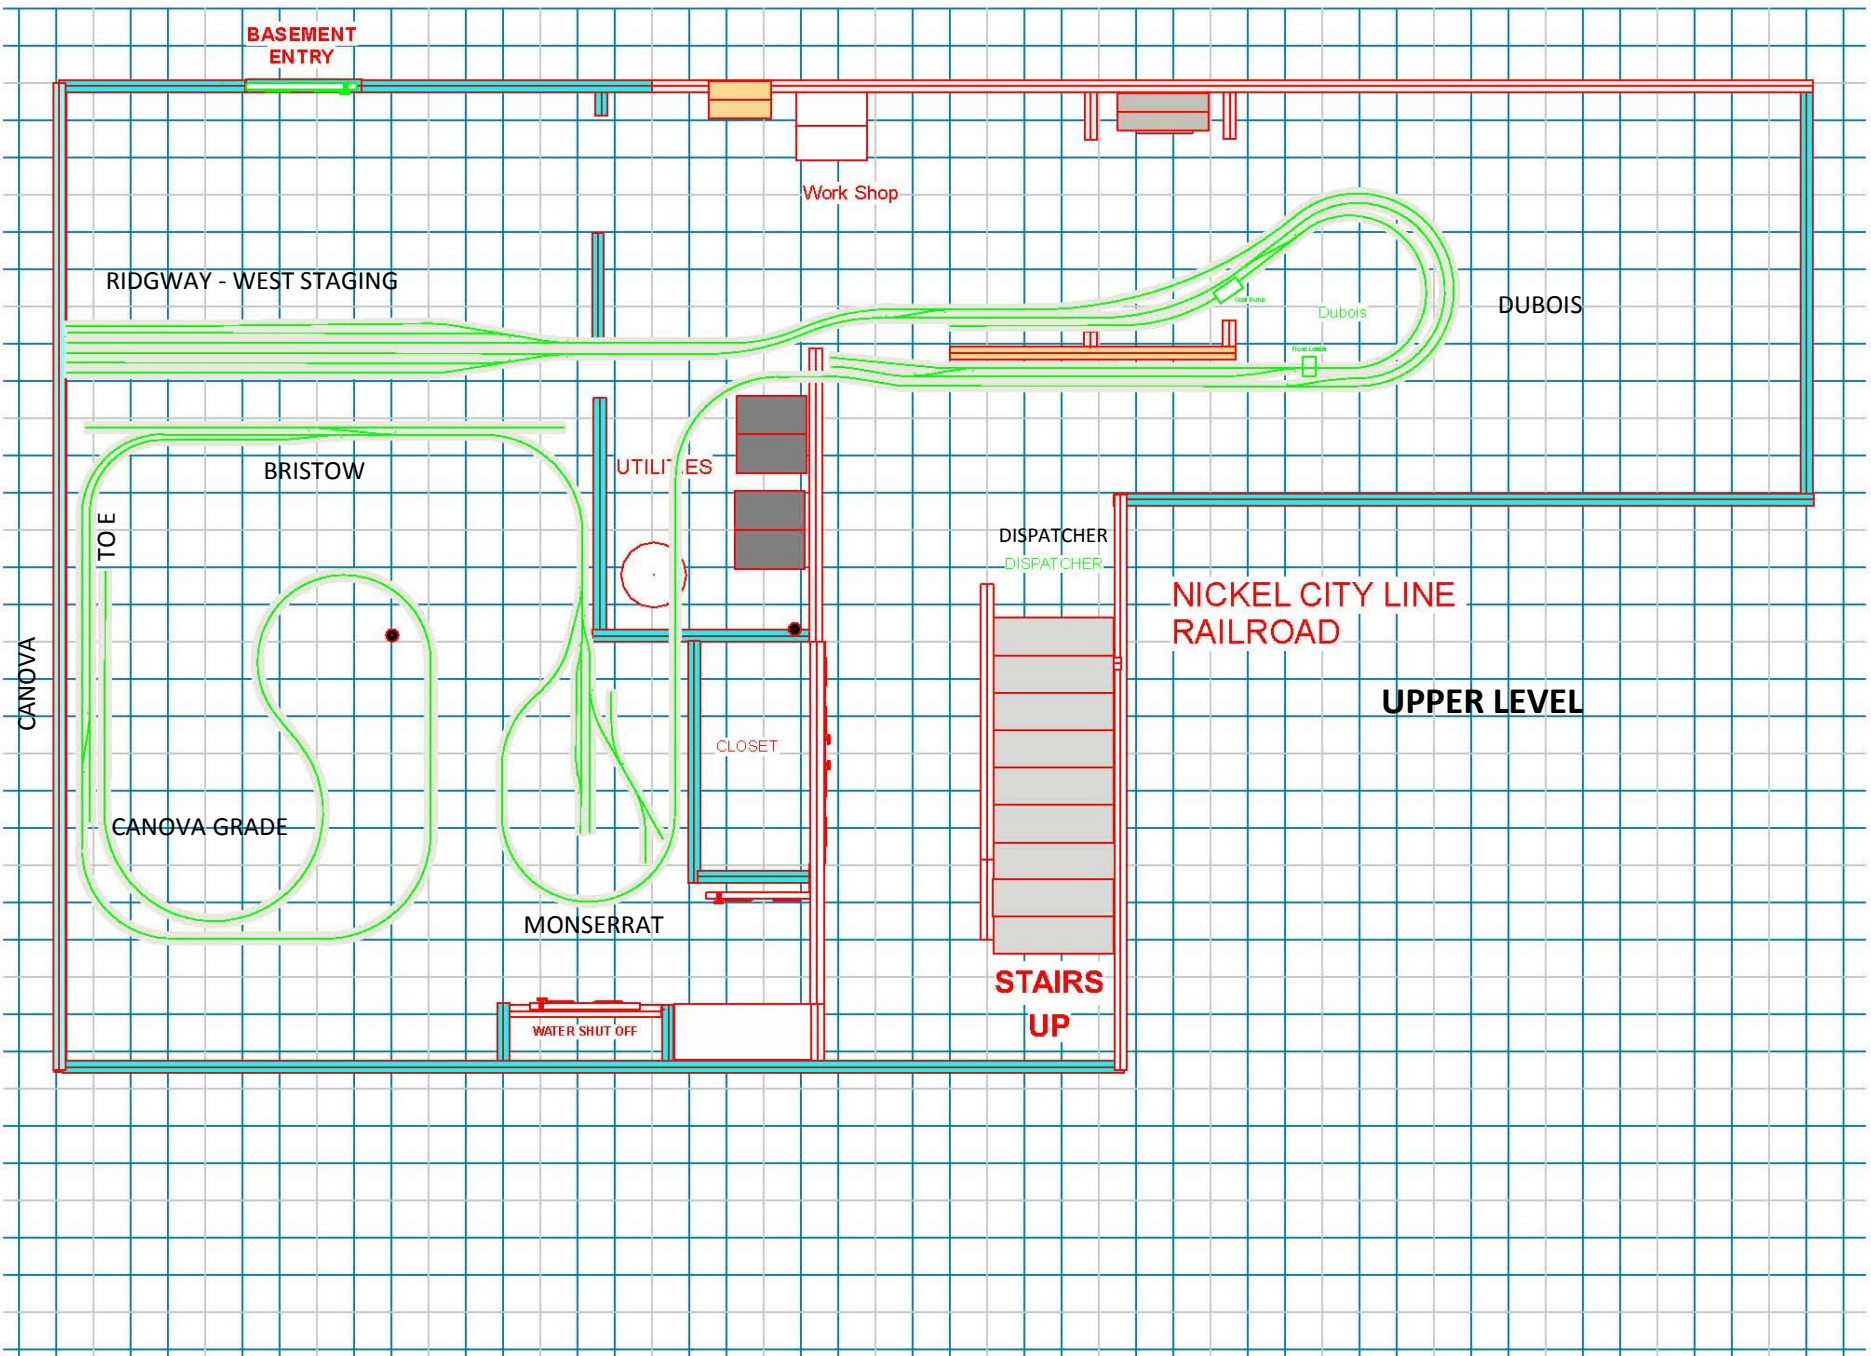 BASEMENT
ENTRY
Work Shop
RIDGWAY - WEST STAGING
Dubois
DUBOIS
BRISTOW
UTILITIES
TO E
DISPATCHER
DISPATCHER
NICKEL CITY LINE
RAILROAD
CANOVA
UPPER LEVEL
CLOSET
CANOVA GRADE
MONSERRAT
STAIRS
UP
WATER SHUT OFF